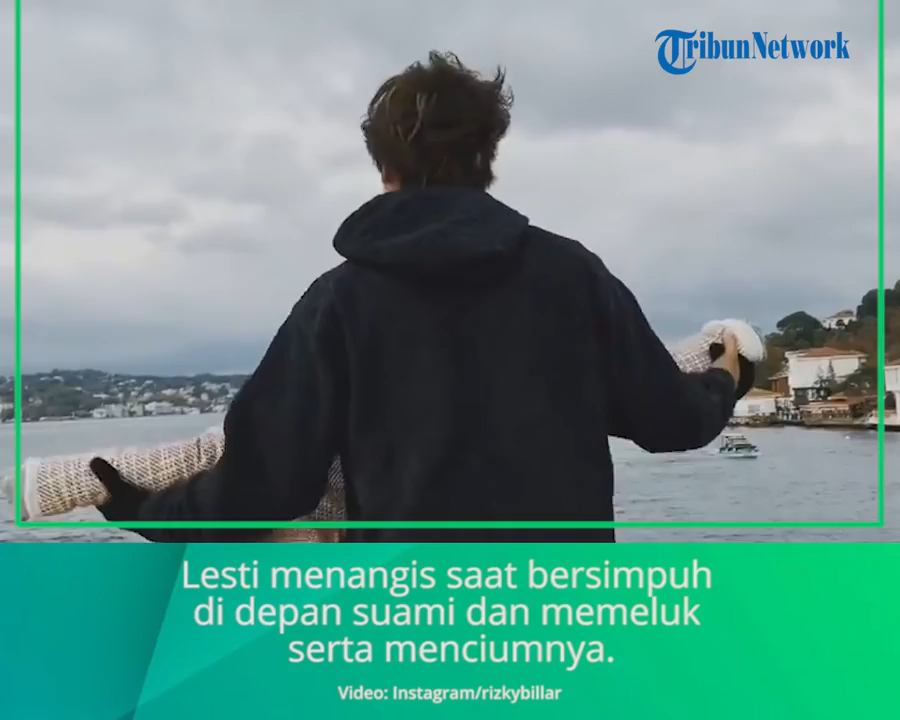 TribunNetwork
Lesti menangis saat bersimpuh
di depan suami dan memeluk
serta menciumnya.
Video: Instagram/rizkybillar